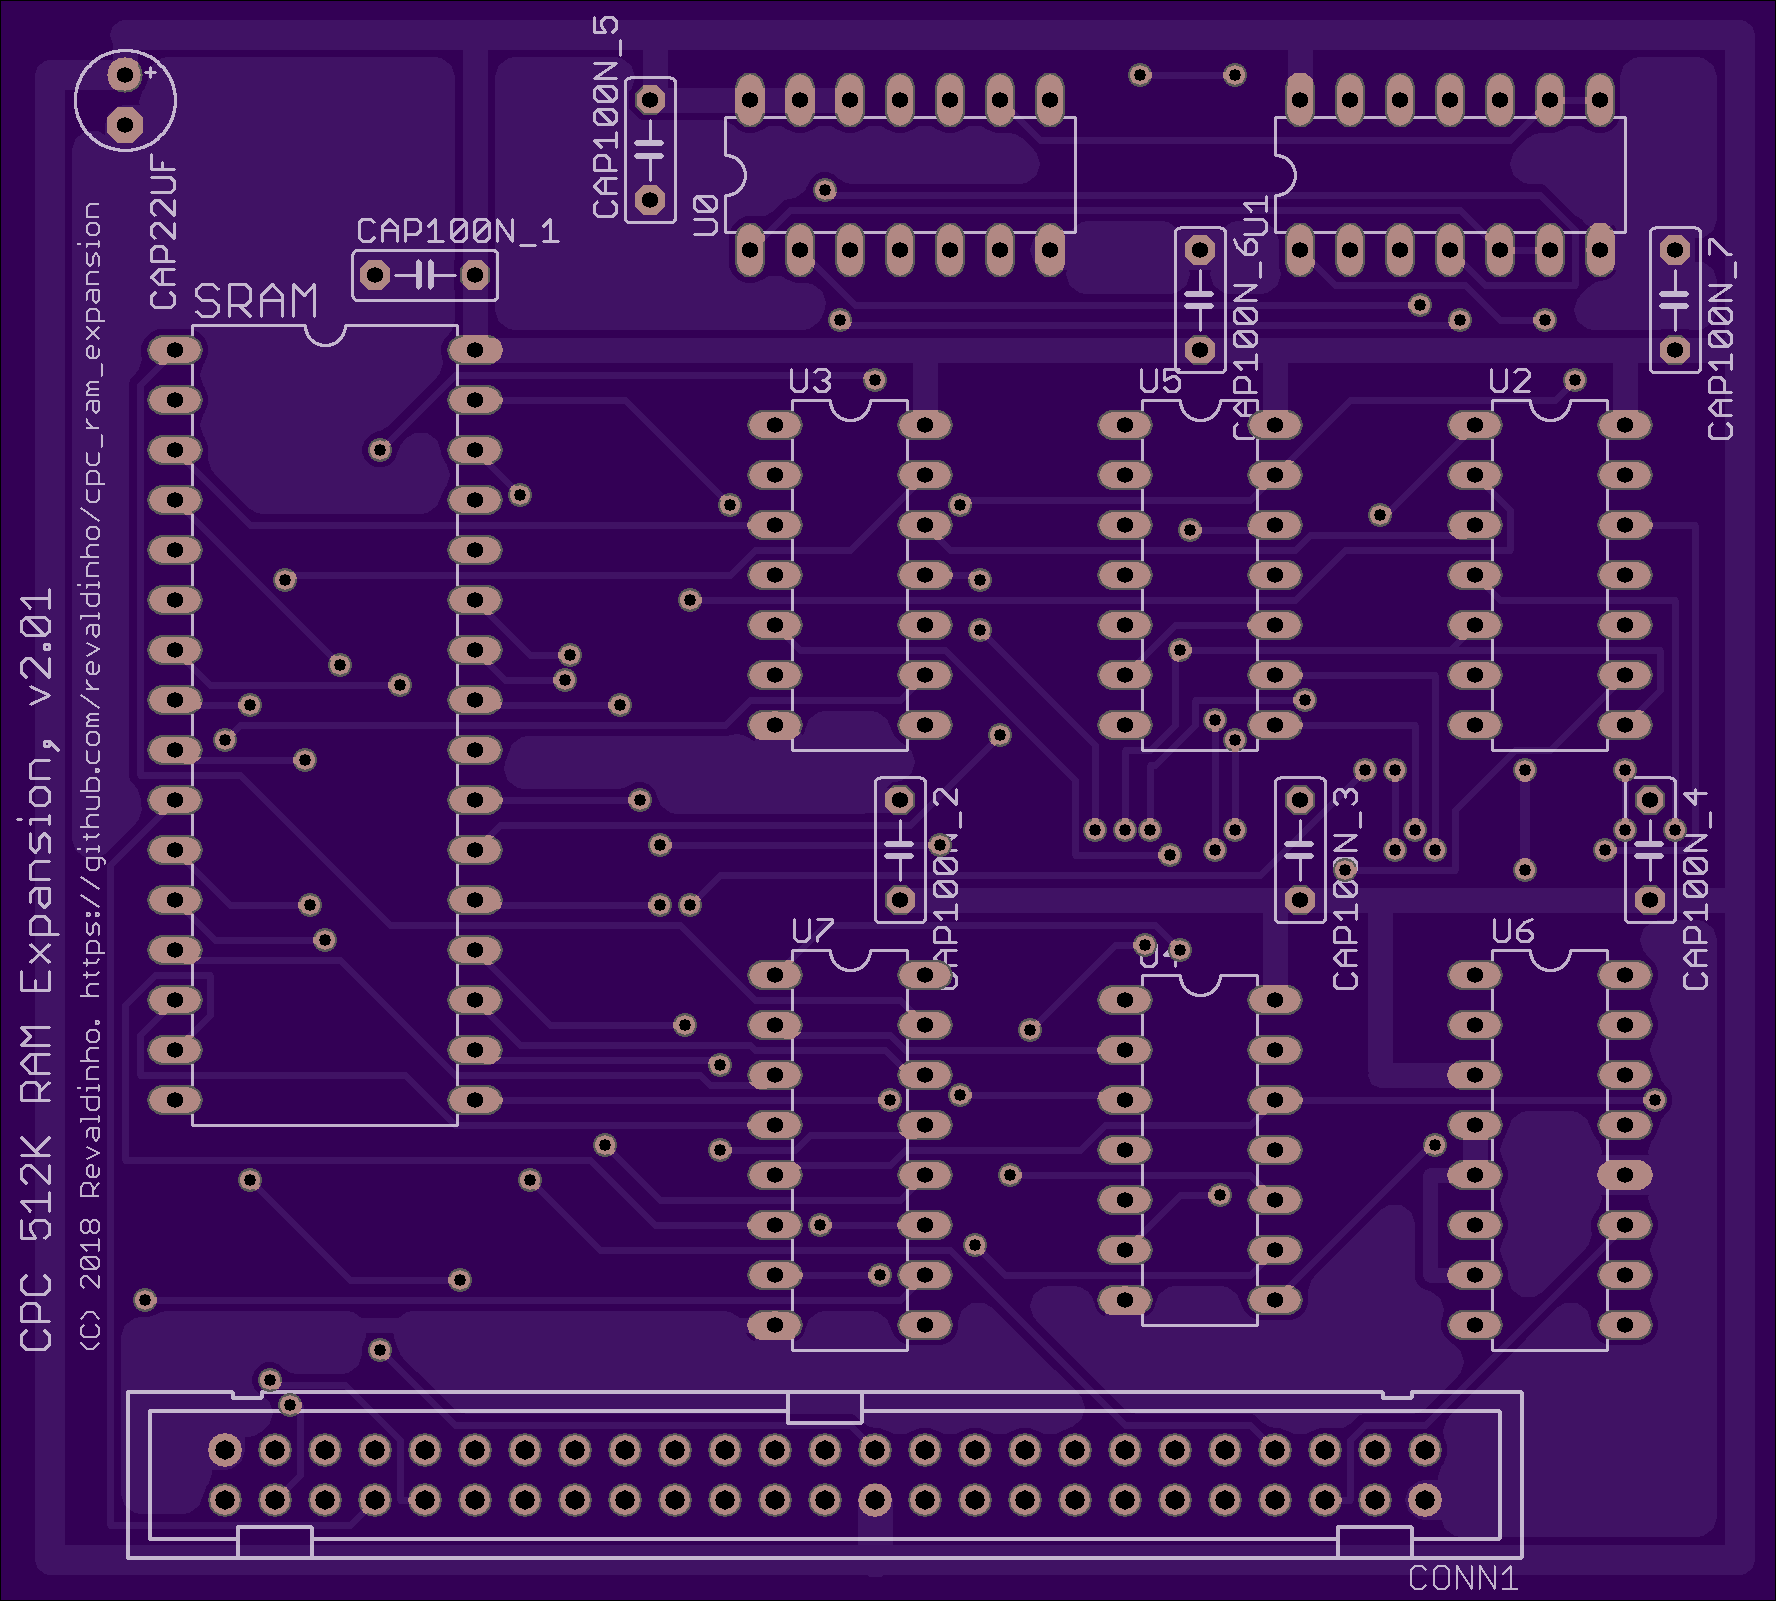 CAP100N_5
+
CAP22UF
CAP100N_1
SRAM
U0
U1
CAP100N_6
CAP100N_7
U3
U5
U2
CAP100N_2
CAP100N_3
CAP100N_4
U7
U4
U6
CPC 512K RAM Expansion, v2.01
(C) 2018 Revaldinho. https://github.com/revaldinho/cpc_ram_expansion
CONN1